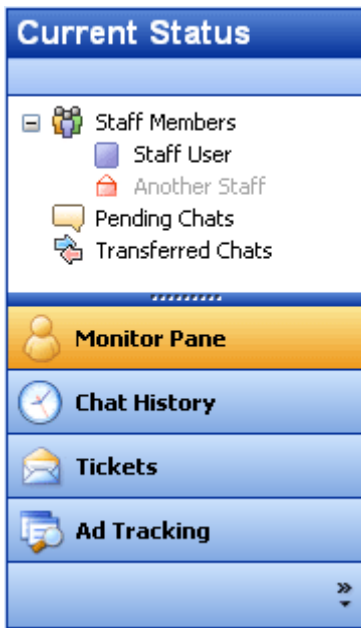 Current Status
Staff Members
Staff User
Another Staff
Pending Chats
Transferred Chats
Monitor Pane
Chat History
Tickets
Ad Tracking